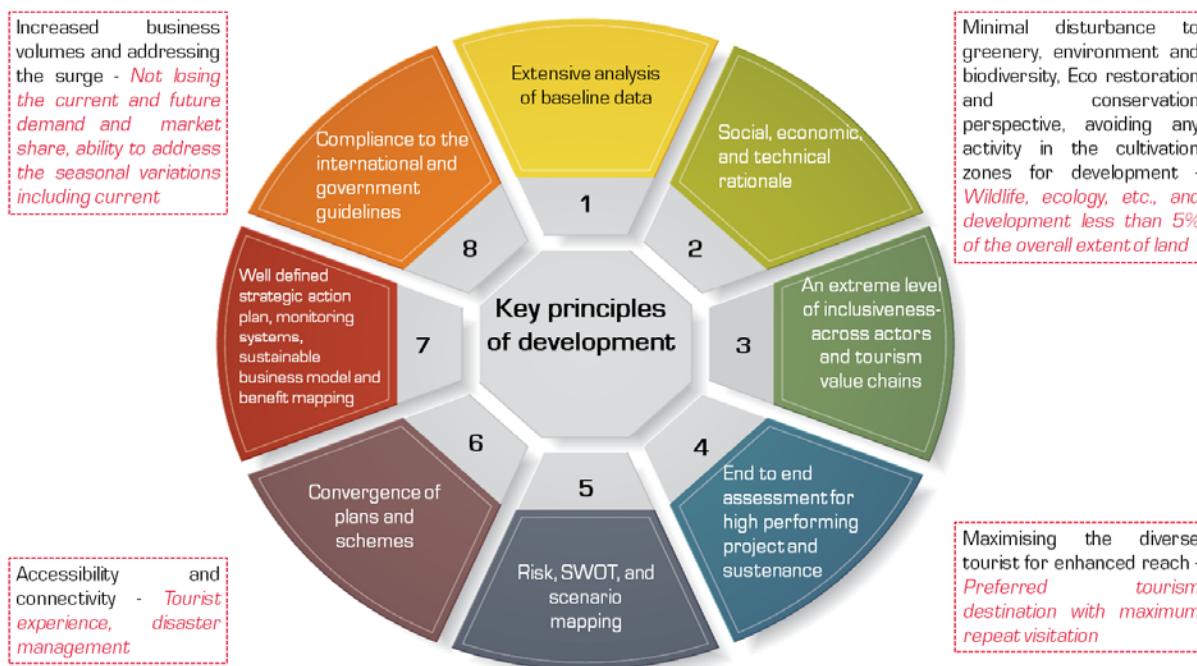 Increased business
volumes and addressing
the surge - Not losing
the current and future
demand and market
share, ability to address
the seasonal variations
including current
Minimal disturbance to
greenery, environment and
biodiversity, Eco restoration
and conservation
perspective, avoiding any
activity in the cultivation
zones for development -
Wildlife, ecology, etc., and
development less than 5%
of the overall extent of land
Key principles
of development
1
Extensive analysis
of baseline data
2
Social, economic,
and technical
rationale
3
An extreme level
of inclusiveness-
across actors
and tourism
value chains
4
End to end
assessment for
high performing
project and
sustenance
5
Risk, SWOT, and
scenario
mapping
6
Convergence of
plans and
schemes
7
Well defined
strategic action
plan, monitoring
systems,
sustainable
business model and
benefit mapping
8
Compliance to the
international and
government
guidelines
Accessibility and
connectivity - Tourist
experience, disaster
management
Maximising the diverse
tourist for enhanced reach -
Preferred tourism
destination with maximum
repeat visitation